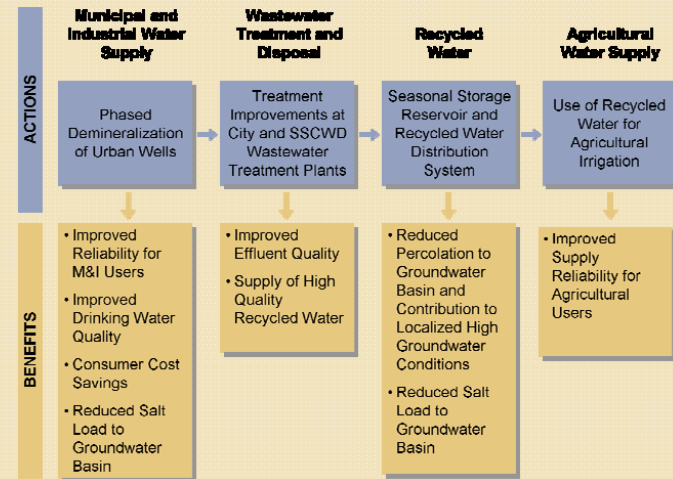 Municipal and
Industrial Water
Supply
Wastewater
Treatment and
Disposal
Recycled
Water
Agricultural
Water Supply
ACTIONS
Phased
Demineralization
of Urban Wells
Treatment
Improvements at
City and SSCWD
Wastewater
Treatment Plants
Seasonal Storage
Reservoir and
Recycled Water
Distribution
System
Use of Recycled
Water for
Agricultural
Irrigation
BENEFITS
• Improved
Reliability for
M&I Users
• Improved
Drinking Water
Quality
• Consumer Cost
Savings
• Reduced Salt
Load to
Groundwater
Basin
• Improved
Effluent Quality
• Supply of High
Quality
Recycled Water
• Reduced
Percolation to
Groundwater
Basin and
Contribution to
Localized High
Groundwater
Conditions
• Reduced Salt
Load to
Groundwater
Basin
• Improved
Supply
Reliability for
Agricultural
Users